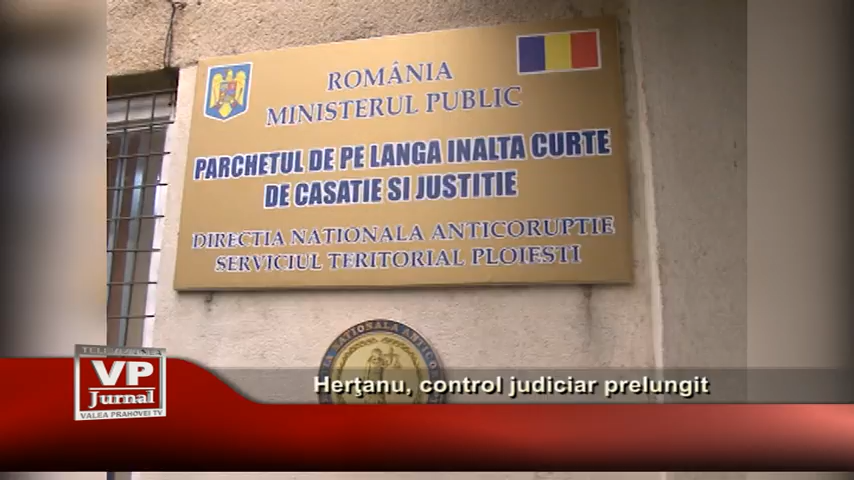 ROMÂNIA
MINISTERUL PUBLIC
PARCHETUL DE PE LANGA INALTA CURTE
DE CASATIE SI JUSTITIE
DIRECTIA NATIONALA ANTICORUPTIE
SERVICIUL TERITORIAL PLOIESTI
NATIONALA
Herţanu, control judiciar prelungit
VP
Jurnal
VALEA PRAHOVEI TV